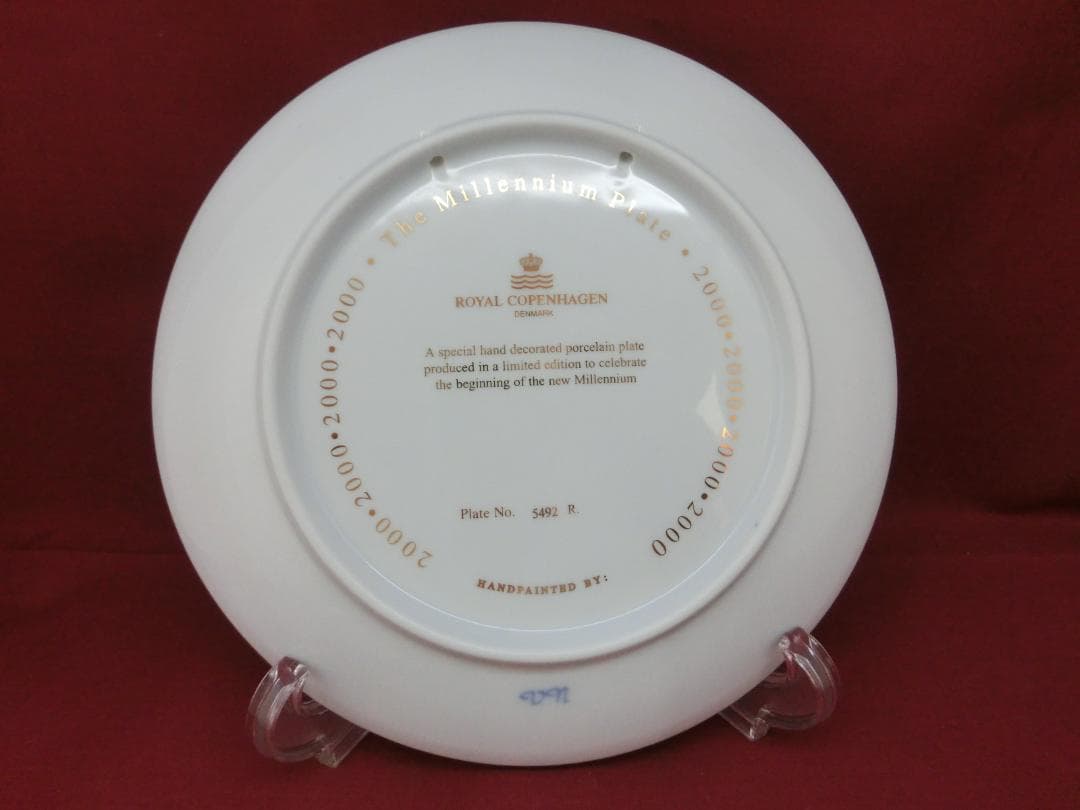 The Millennium Plate • 2000•2000•2000•2000•2000
2000•2000•2000•2000 •
ROYAL COPENHAGEN
DENMARK
A special hand decorated porcelain plate
produced in a limited edition to celebrate
the beginning of the new Millennium
Plate No. 5492 R.
HANDPAINTED BY: